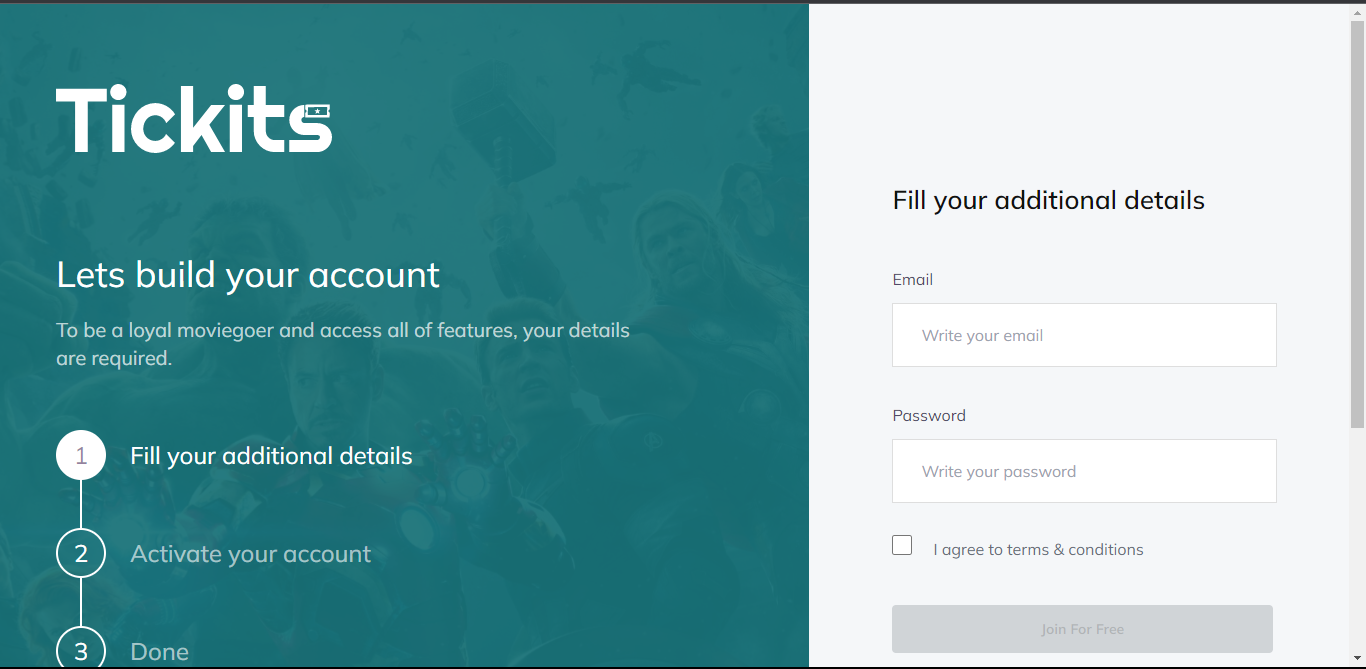 Tickits
Lets build your account
To be a loyal moviegoer and access all of features, your details
are required.
1 Fill your additional details
2 Activate your account
3 Done
Fill your additional details
Email
Write your email
Password
Write your password
I agree to terms & conditions
Join For Free